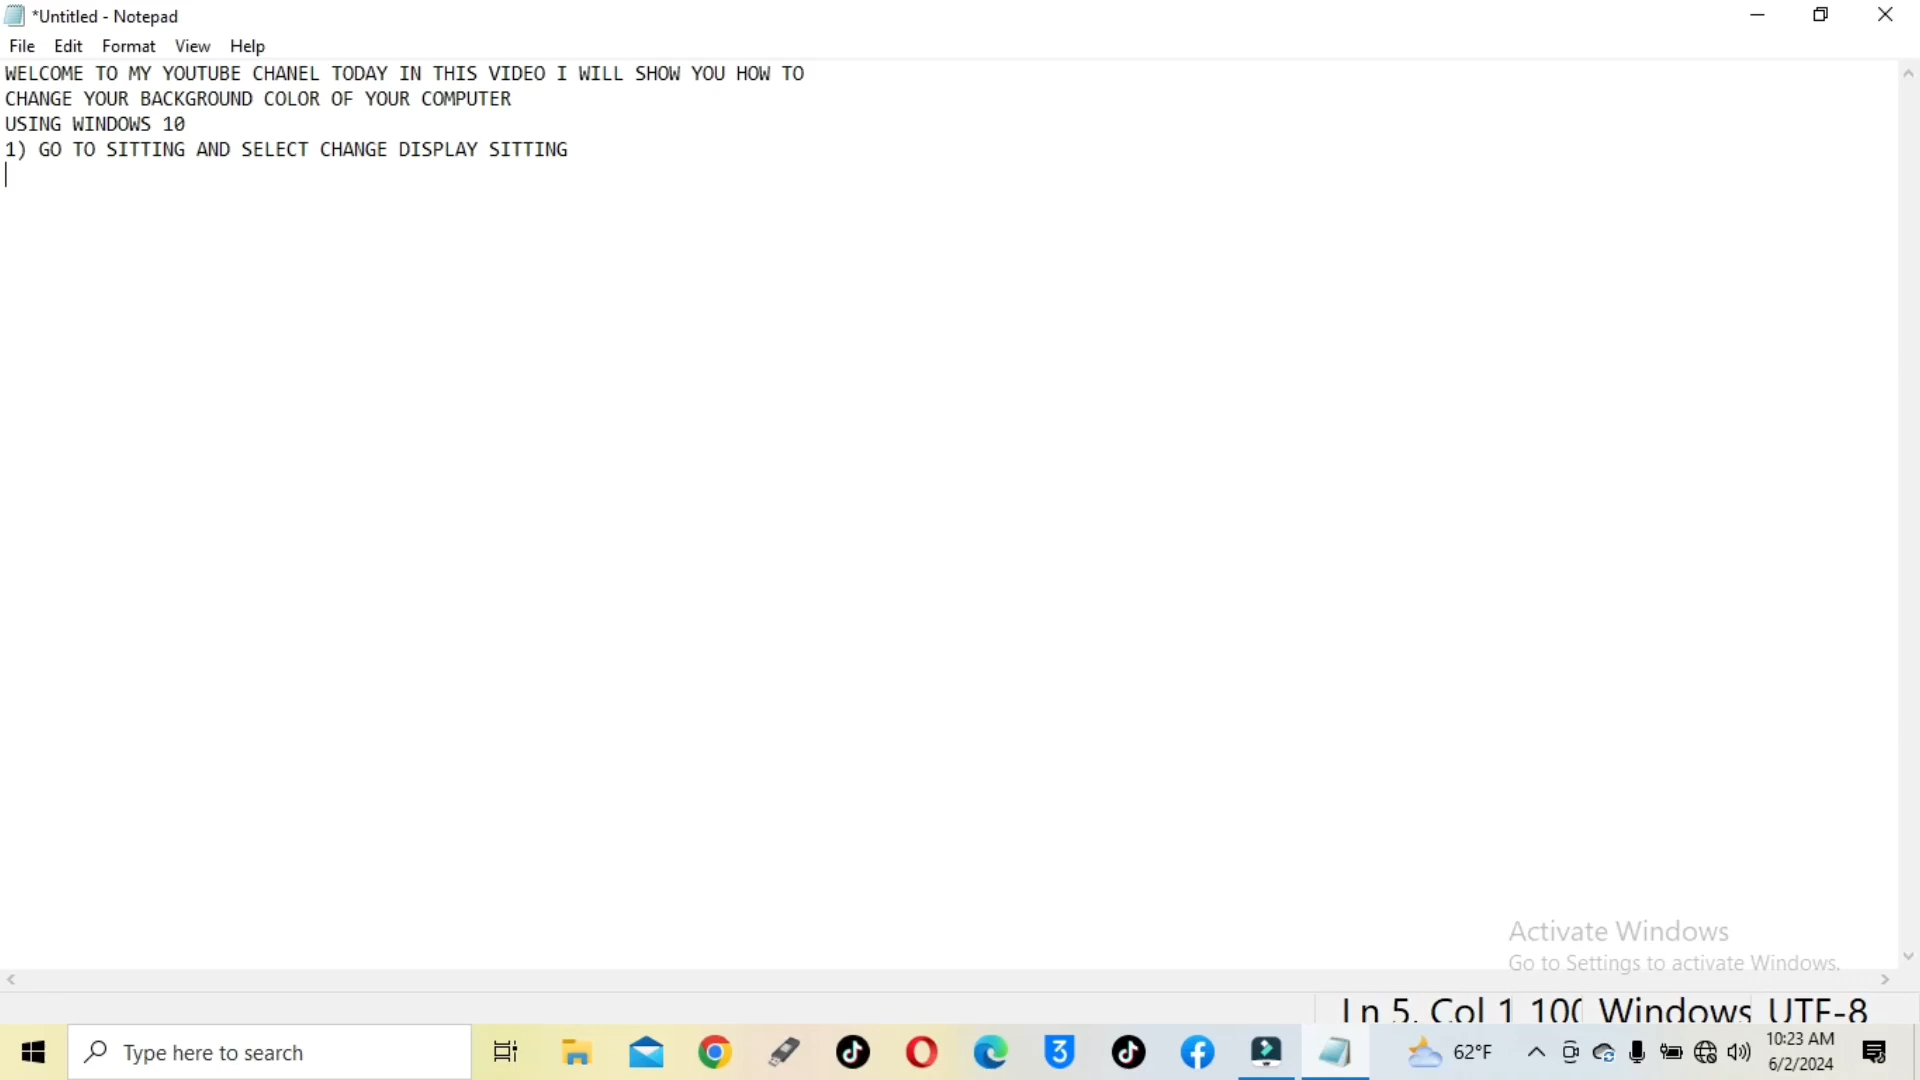 *Untitled - Notepad
File Edit Format View Help
WELCOME TO MY YOUTUBE CHANEL TODAY IN THIS VIDEO I WILL SHOW YOU HOW TO
CHANGE YOUR BACKGROUND COLOR OF YOUR COMPUTER
USING WINDOWS 10
1) GO TO SITTING AND SELECT CHANGE DISPLAY SITTING
Activate Windows
Go to Settings to activate Windows.
Ln 5, Col 1 100 Windows UTF-8
Type here to search
3
62°F
10:23 AM
6/2/2024